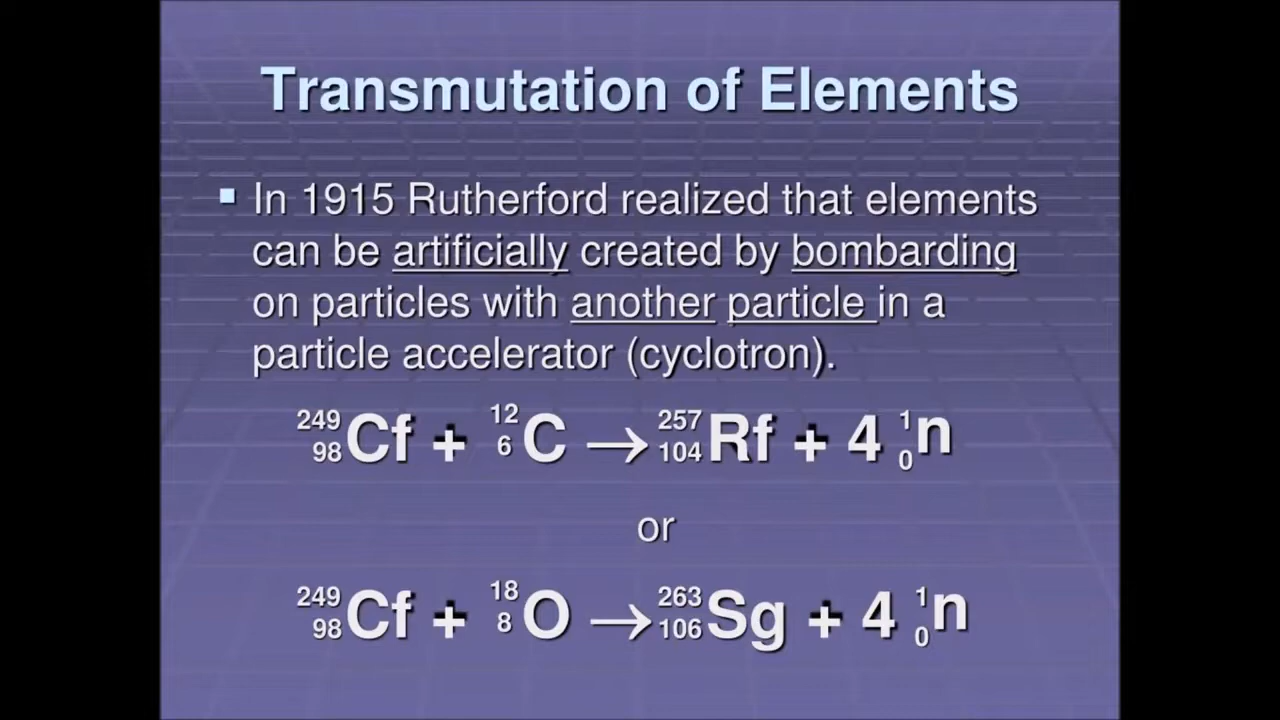 Transmutation of Elements
▪ In 1915 Rutherford realized that elements
can be artificially created by bombarding
on particles with another particle in a
particle accelerator (cyclotron).
²⁴⁹₉₈Cf + ¹²₆C → ²⁵⁷₁₀₄Rf + 4 ¹₀n
or
²⁴⁹₉₈Cf + ¹⁸₈O → ²⁶³₁₀₆Sg + 4 ¹₀n